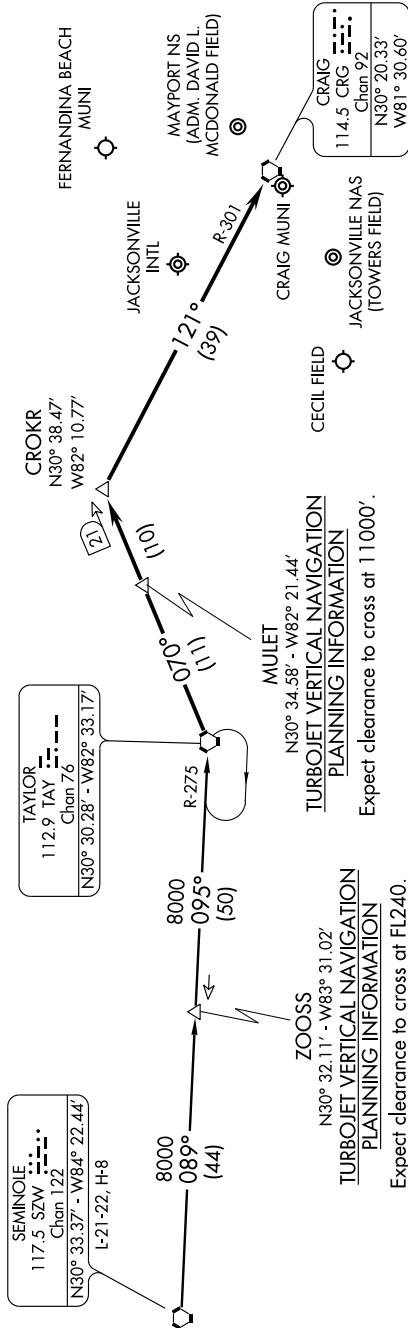 SEMINOLE
117.5 SZW
Chan 122
N30° 33.37′ - W84° 22.44′
L-21-22, H-8
8000
089°
(44)
ZOOSS
N30° 32.11′ - W83° 31.02′
TURBOJET VERTICAL NAVIGATION
PLANNING INFORMATION
Expect clearance to cross at FL240.
8000
095°
(50)
R-275
TAYLOR
112.9 TAY
Chan 76
N30° 30.28′ - W82° 33.17′
070°
(11)
(10)
MULET
N30° 34.58′ - W82° 21.44′
TURBOJET VERTICAL NAVIGATION
PLANNING INFORMATION
Expect clearance to cross at 11000′.
21
CROKR
N30° 38.47′
W82° 10.77′
121°
(39)
R-301
JACKSONVILLE
INTL
FERNANDINA BEACH
MUNI
MAYPORT NS
(ADM. DAVID L.
MCDONALD FIELD)
CRAIG MUNI
CECIL FIELD
JACKSONVILLE NAS
(TOWERS FIELD)
CRAIG
114.5 CRG
Chan 92
N30° 20.33′
W81° 30.60′